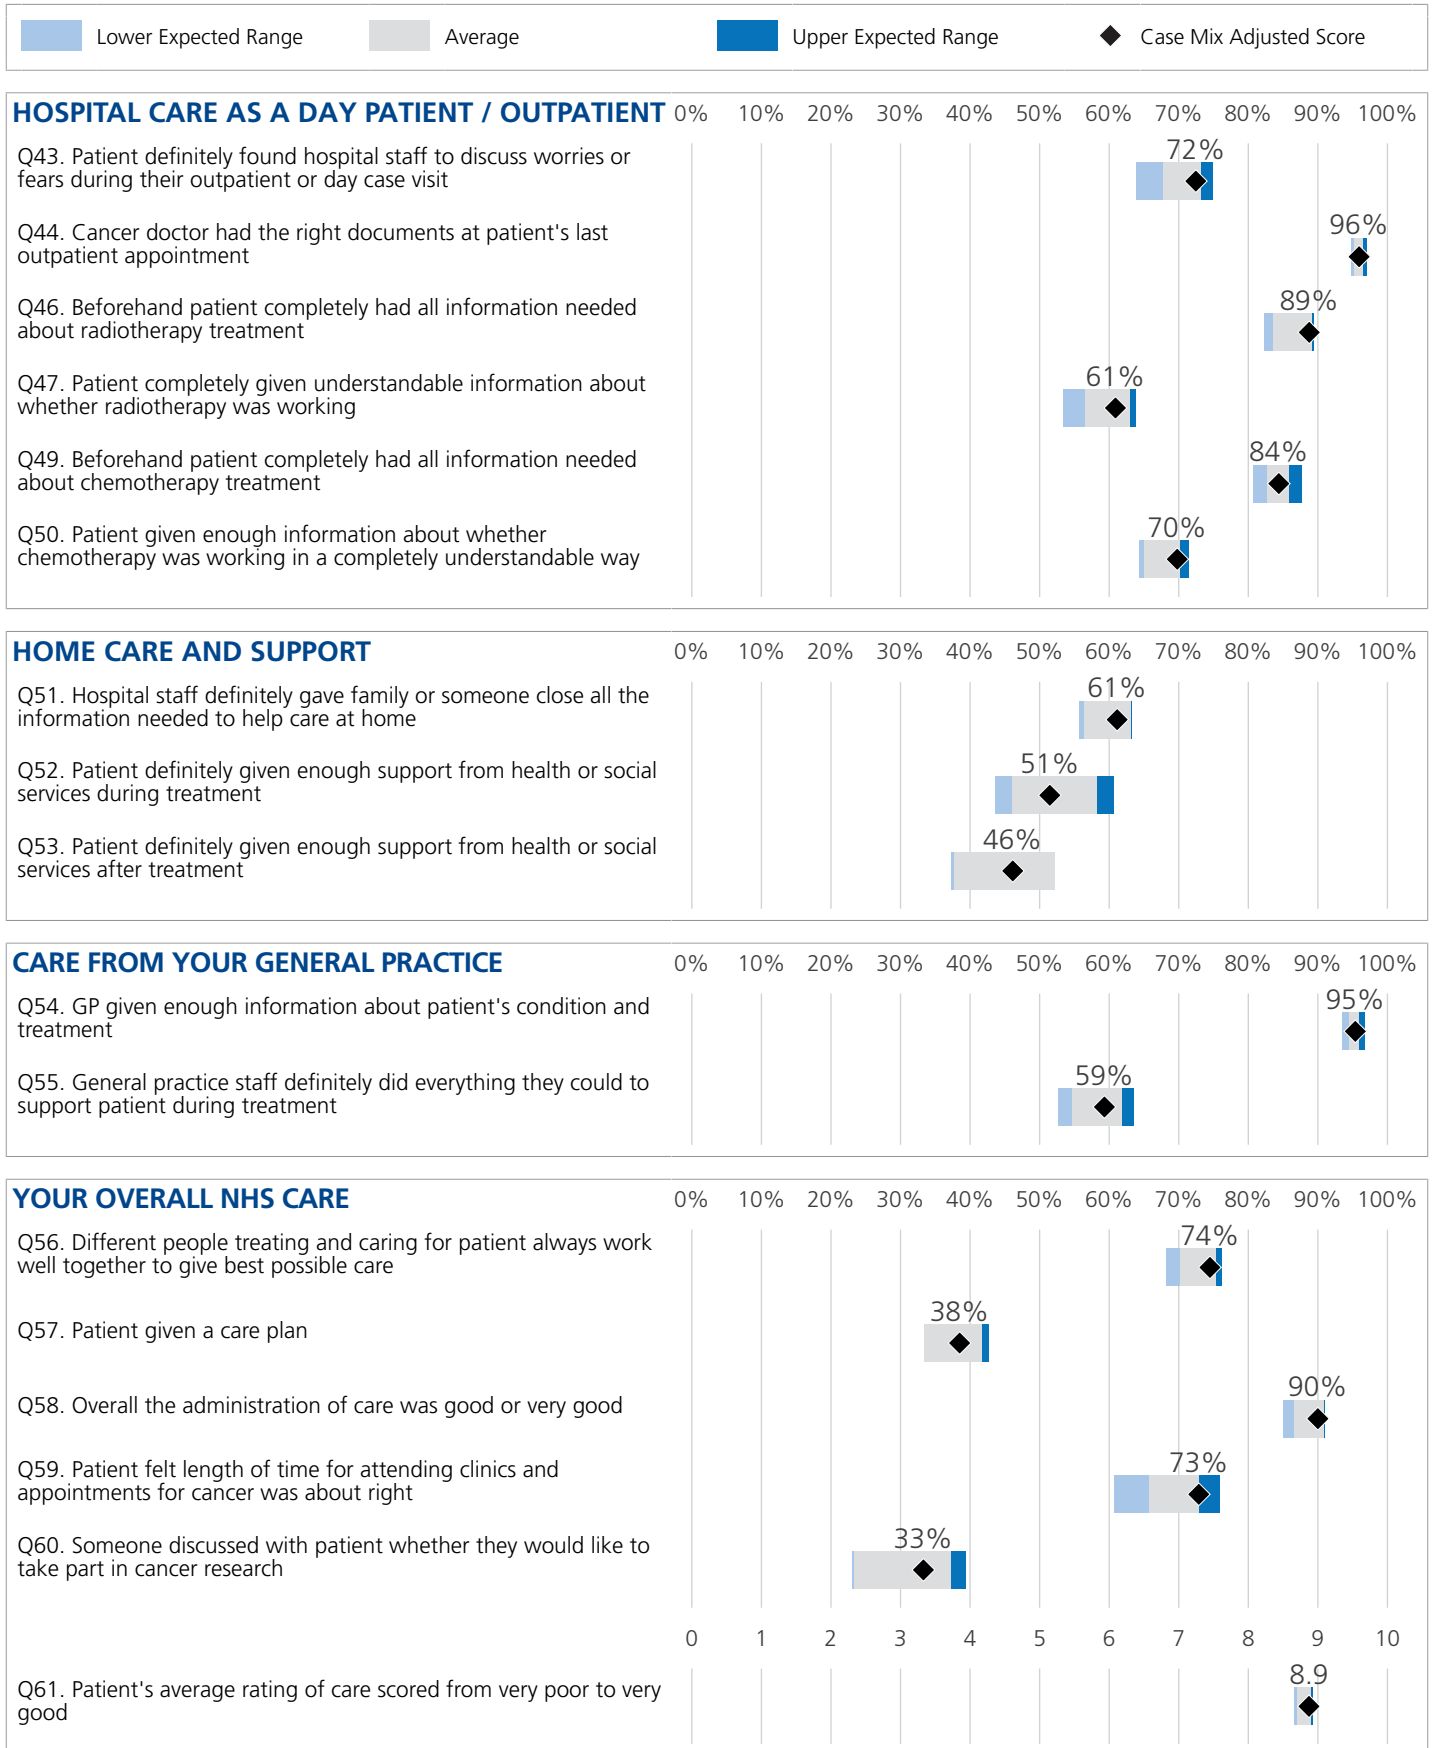 Lower Expected Range Average Upper Expected Range Case Mix Adjusted Score
HOSPITAL CARE AS A DAY PATIENT / OUTPATIENT 0% 10% 20% 30% 40% 50% 60% 70% 80% 90% 100%
Q43. Patient definitely found hospital staff to discuss worries or
fears during their outpatient or day case visit
72%
Q44. Cancer doctor had the right documents at patient's last
outpatient appointment
96%
Q46. Beforehand patient completely had all information needed
about radiotherapy treatment
89%
Q47. Patient completely given understandable information about
whether radiotherapy was working
61%
Q49. Beforehand patient completely had all information needed
about chemotherapy treatment
84%
Q50. Patient given enough information about whether
chemotherapy was working in a completely understandable way
70%
HOME CARE AND SUPPORT 0% 10% 20% 30% 40% 50% 60% 70% 80% 90% 100%
Q51. Hospital staff definitely gave family or someone close all the
information needed to help care at home
61%
Q52. Patient definitely given enough support from health or social
services during treatment
51%
Q53. Patient definitely given enough support from health or social
services after treatment
46%
CARE FROM YOUR GENERAL PRACTICE 0% 10% 20% 30% 40% 50% 60% 70% 80% 90% 100%
Q54. GP given enough information about patient's condition and
treatment
95%
Q55. General practice staff definitely did everything they could to
support patient during treatment
59%
YOUR OVERALL NHS CARE 0% 10% 20% 30% 40% 50% 60% 70% 80% 90% 100%
Q56. Different people treating and caring for patient always work
well together to give best possible care
74%
Q57. Patient given a care plan
38%
Q58. Overall the administration of care was good or very good
90%
Q59. Patient felt length of time for attending clinics and
appointments for cancer was about right
73%
Q60. Someone discussed with patient whether they would like to
take part in cancer research
33%
0 1 2 3 4 5 6 7 8 9 10
Q61. Patient's average rating of care scored from very poor to very
good
8.9